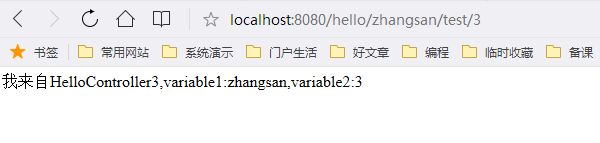 localhost:8080/hello/zhangsan/test/3
书签 常用网站 系统演示 门户生活 好文章 编程 临时收藏 备课
我来自HelloController3,variable1:zhangsan,variable2:3